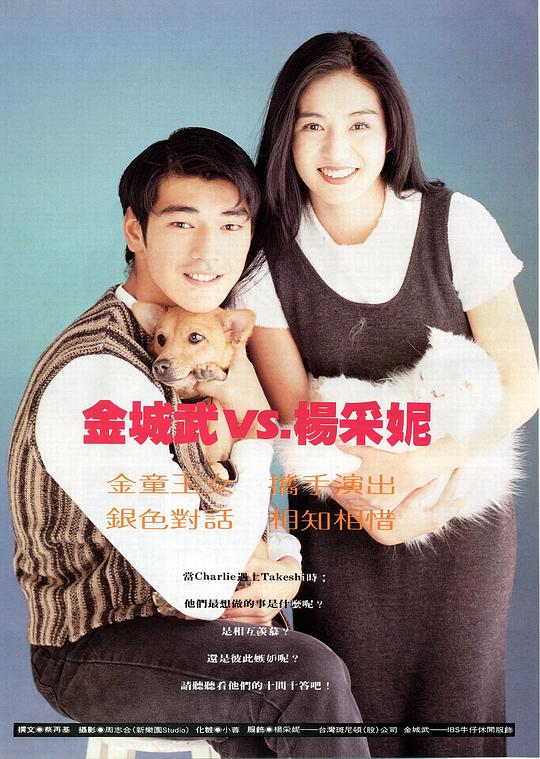 金城武 vs. 楊采妮
金童玉女 攜手演出
銀色對話 相知相惜
當Charlie遇上Takeshi時；
他們最想做的事是什麼呢？
是相互羨慕？
還是彼此嫉妒呢？
請聽聽看他們的十問十答吧！
撰文◉蔡再基 攝影◉周志合(新樂園Studio) 化妝◉小蓉 服飾◉楊采妮──台灣斑尼頓(股)公司 金城武──IBS牛仔休閒服飾